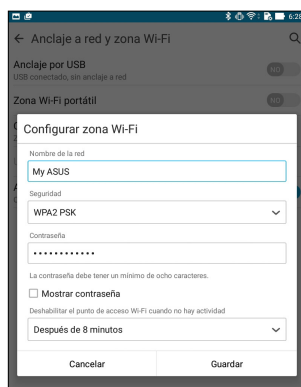 6:28
Anclaje a red y zona Wi-Fi
Anclaje por USB
USB conectado, sin anclaje a red
NO
Zona Wi-Fi portátil
NO
Configurar zona Wi-Fi
Nombre de la red
My ASUS
Seguridad
WPA2 PSK
Contraseña
••••••••••••
La contraseña debe tener un mínimo de ocho caracteres.
Mostrar contraseña
Deshabilitar el punto de acceso Wi-Fi cuando no hay actividad
Después de 8 minutos
Cancelar
Guardar